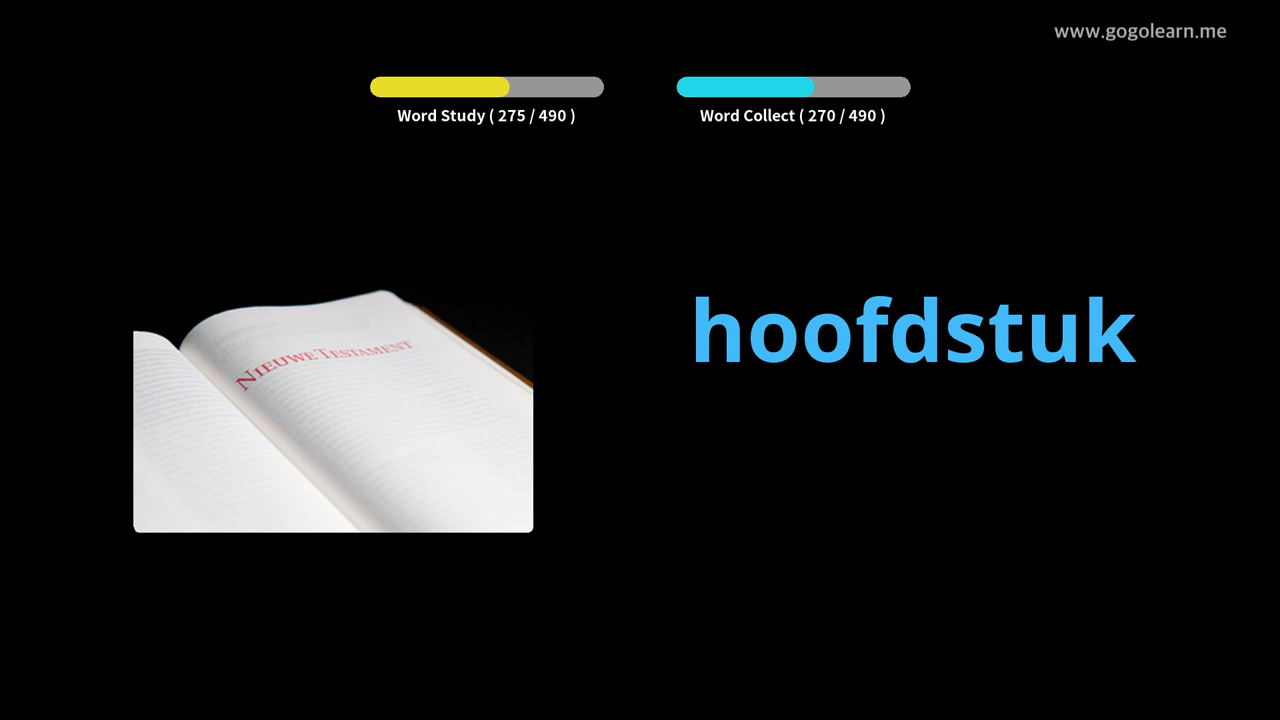 www.gogolearn.me
Word Study ( 275 / 490 )
Word Collect ( 270 / 490 )
hoofdstuk
NIEUWE TESTAMENT